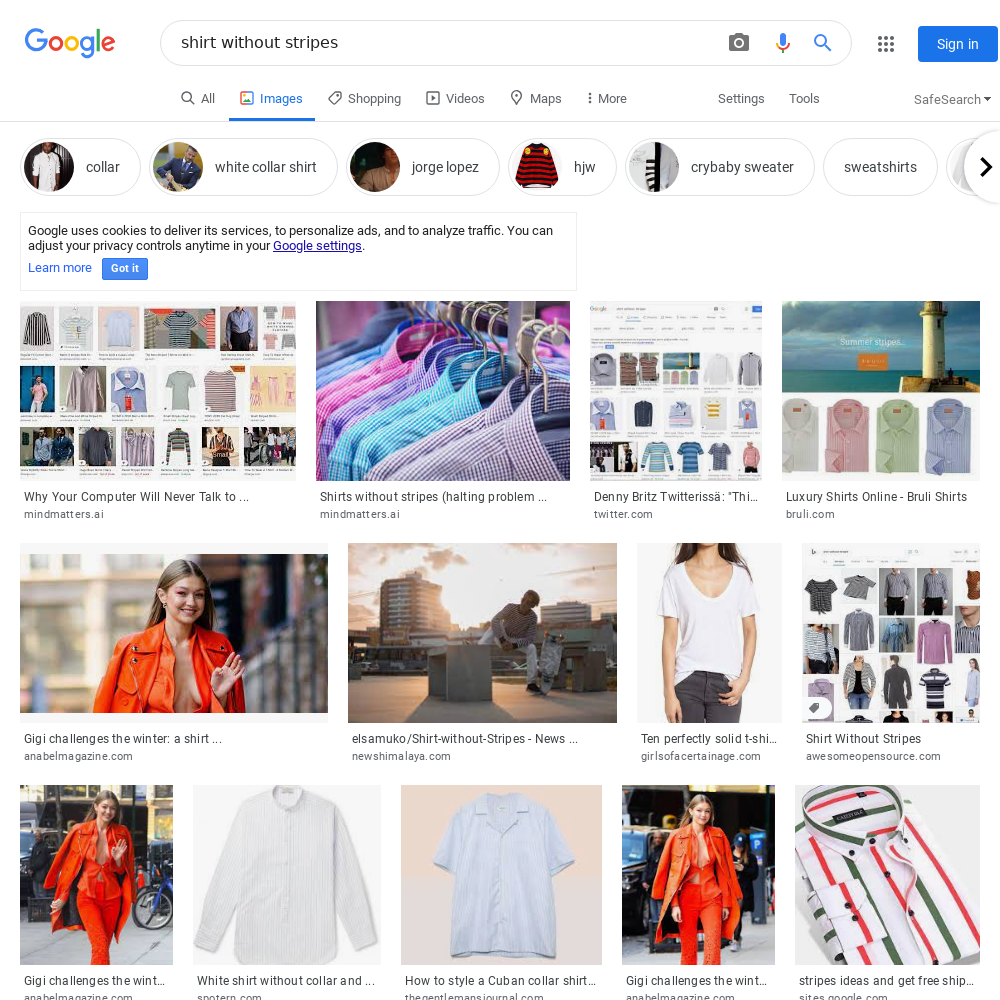 Google
shirt without stripes
Sign in
All
Images
Shopping
Videos
Maps
More
Settings
Tools
SafeSearch
collar
white collar shirt
jorge lopez
hjw
crybaby sweater
sweatshirts
Google uses cookies to deliver its services, to personalize ads, and to analyze traffic. You can
adjust your privacy controls anytime in your Google settings.
Learn more
Got it
Summer stripes...
Why Your Computer Will Never Talk to ...
mindmatters.ai
Shirts without stripes (halting problem ...
mindmatters.ai
Denny Britz Twitterissä: "Thi...
twitter.com
Luxury Shirts Online - Bruli Shirts
bruli.com
Gigi challenges the winter: a shirt ...
anabelmagazine.com
elsamuko/Shirt-without-Stripes - News ...
newshimalaya.com
Ten perfectly solid t-shi...
girlsofacertainage.com
Shirt Without Stripes
awesomeopensource.com
Gigi challenges the wint...
anabelmagazine.com
White shirt without collar and ...
spotern.com
How to style a Cuban collar shirt...
thegentlemansjournal.com
Gigi challenges the wint...
anabelmagazine.com
stripes ideas and get free ship...
sites.google.com